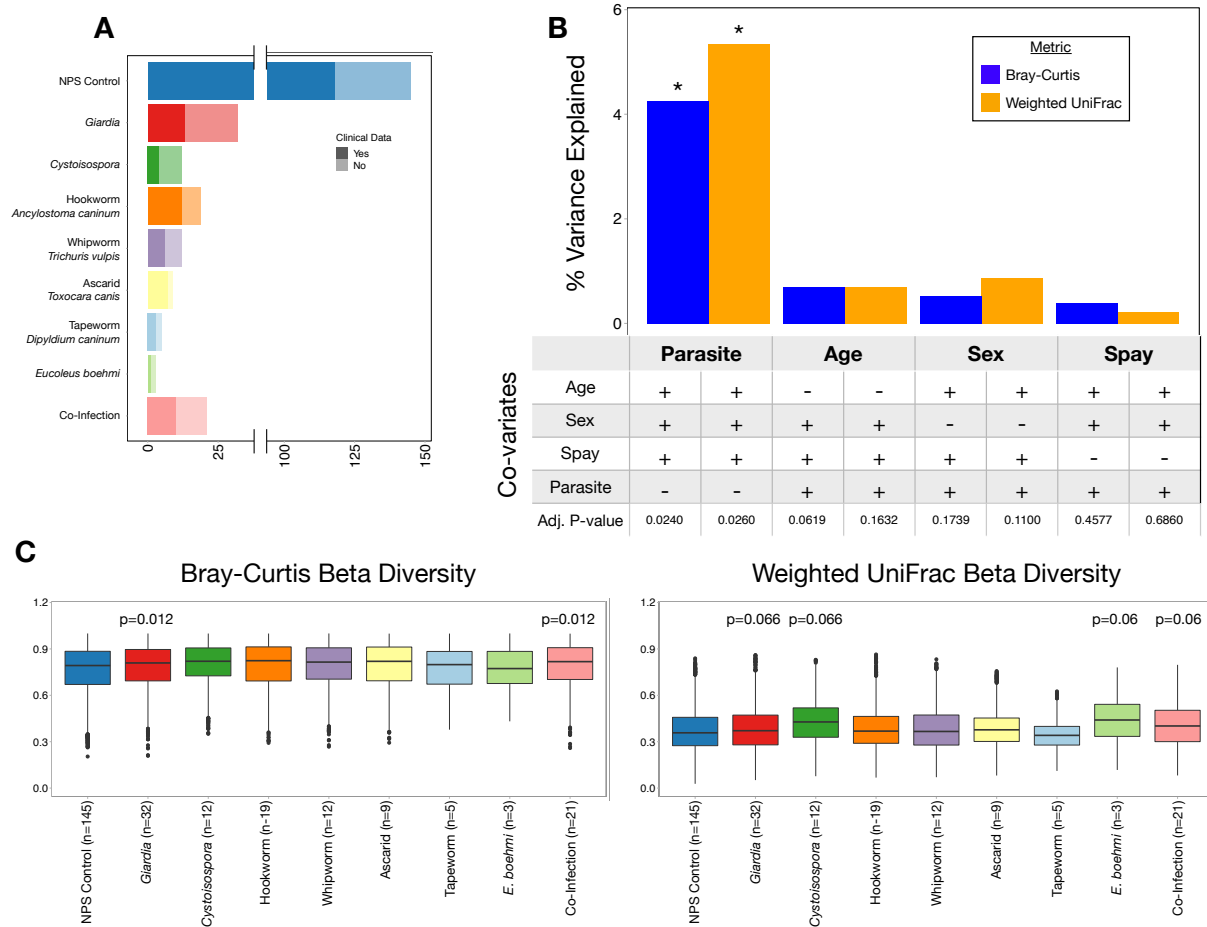 A
NPS Control
Giardia
Cystoisospora
Hookworm
Ancylostoma caninum
Whipworm
Trichuris vulpis
Ascarid
Toxocara canis
Tapeworm
Dipyldium caninum
Eucoleus boehmi
Co-Infection
0
25
100
125
150
Clinical Data
Yes
No
B
% Variance Explained
6
4
2
0
*
*
Metric
Bray-Curtis
Weighted UniFrac
Co-variates
Parasite Age Sex Spay
Age + + - - + + + +
Sex + + + + - - + +
Spay + + + + + + - -
Parasite - - + + + + + +
Adj. P-value 0.0240 0.0260 0.0619 0.1632 0.1739 0.1100 0.4577 0.6860
C
Bray-Curtis Beta Diversity
1.2
0.9
0.6
0.3
0.0
p=0.012
p=0.012
NPS Control (n=145)
Giardia (n=32)
Cystoisospora (n=12)
Hookworm (n-19)
Whipworm (n=12)
Ascarid (n=9)
Tapeworm (n=5)
E. boehmi (n=3)
Co-Infection (n=21)
Weighted UniFrac Beta Diversity
1.2
0.9
0.6
0.3
0.0
p=0.066
p=0.066
p=0.06
p=0.06
NPS Control (n=145)
Giardia (n=32)
Cystoisospora (n=12)
Hookworm (n-19)
Whipworm (n=12)
Ascarid (n=9)
Tapeworm (n=5)
E. boehmi (n=3)
Co-Infection (n=21)